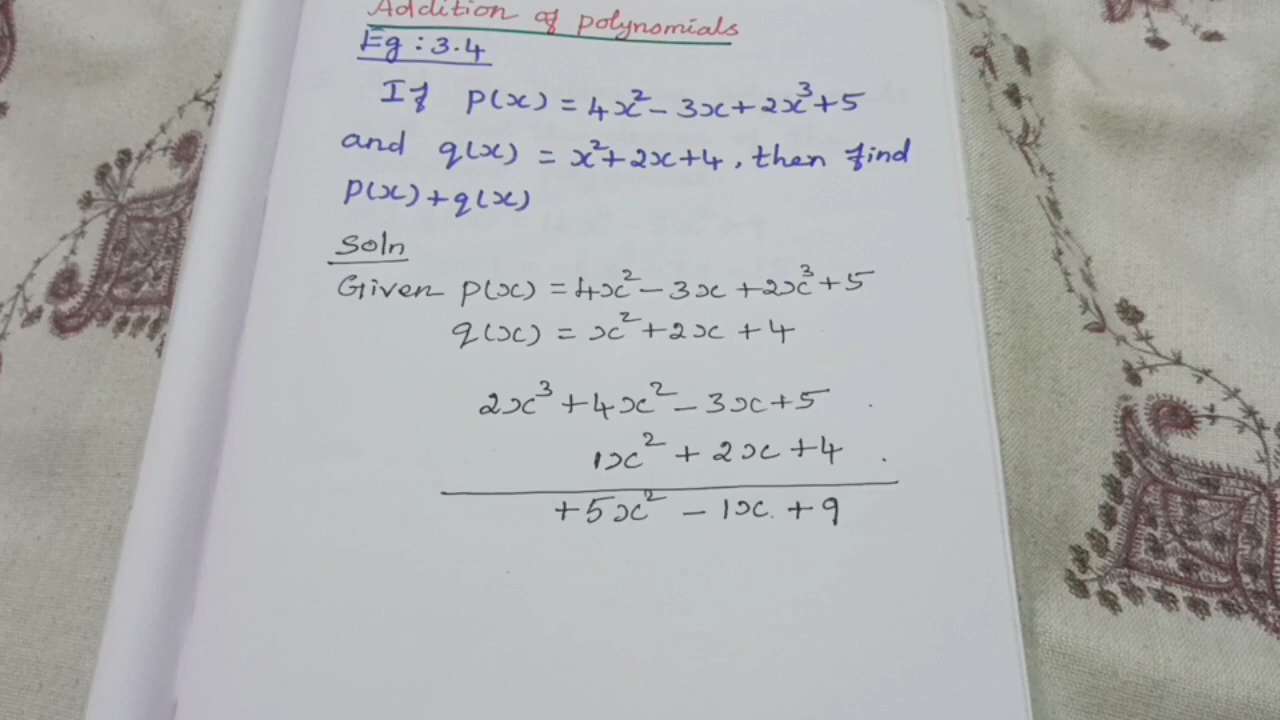 Addition of polynomials
Eg : 3.4
If p(x) = 4x² - 3x + 2x³ + 5
and q(x) = x² + 2x + 4, then find
p(x) + q(x)
Soln
Given p(x) = 4x² - 3x + 2x³ + 5
q(x) = x² + 2x + 4
2x³ + 4x² - 3x + 5
1x² + 2x + 4
+ 5x² - 1x + 9